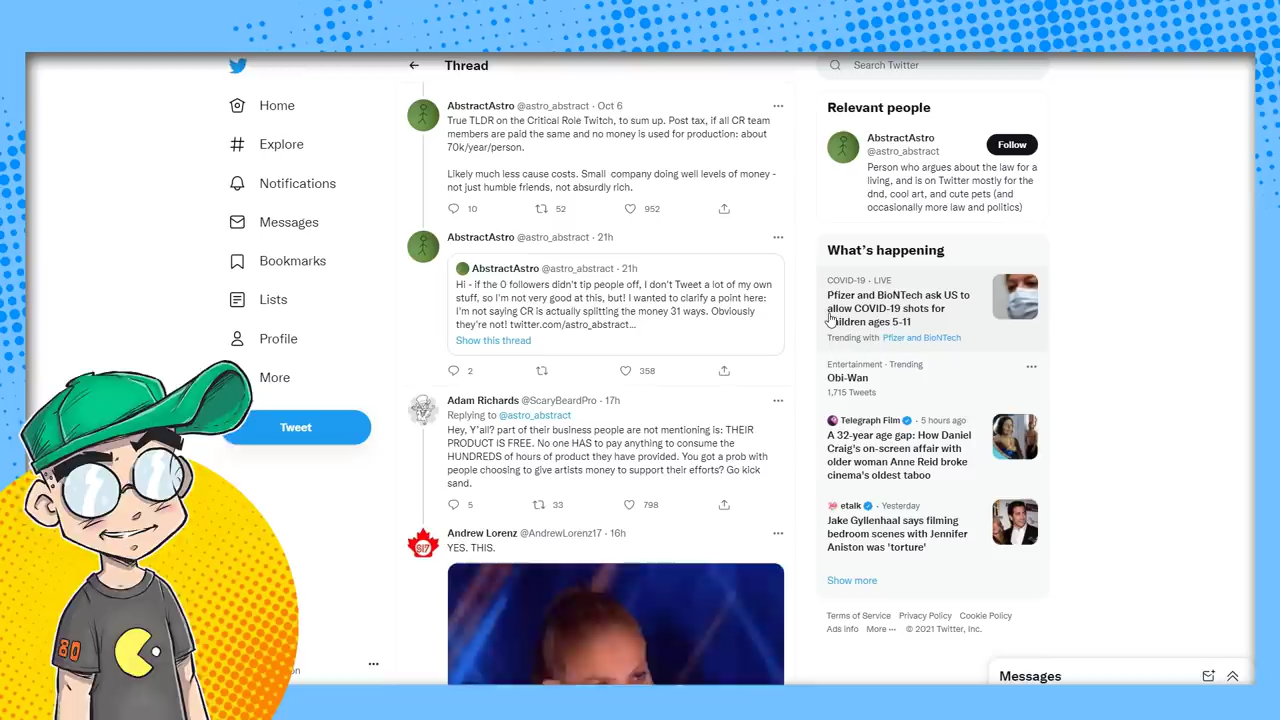 Home
Explore
Notifications
Messages
Bookmarks
Lists
Profile
More
Tweet
on
80
Thread
AbstractAstro @astro_abstract · Oct 6
True TLDR on the Critical Role Twitch, to sum up. Post tax, if all CR team
members are paid the same and no money is used for production: about
70k/year/person.
Likely much less cause costs. Small company doing well levels of money -
not just humble friends, not absurdly rich.
10 52 952
AbstractAstro @astro_abstract · 21h
AbstractAstro @astro_abstract · 21h
Hi - if the 0 followers didn't tip people off, I don't Tweet a lot of my own
stuff, so I'm not very good at this, but! I wanted to clarify a point here:
I'm not saying CR is actually splitting the money 31 ways. Obviously
they're not! twitter.com/astro_abstract...
Show this thread
2 358
Adam Richards @ScaryBeardPro · 17h
Replying to @astro_abstract
Hey, Y'all? part of their business people are not mentioning is: THEIR
PRODUCT IS FREE. No one HAS to pay anything to consume the
HUNDREDS of hours of product they have provided. You got a prob with
people choosing to give artists money to support their efforts? Go kick
sand.
5 33 798
Andrew Lorenz @AndrewLorenz17 · 16h
YES. THIS.
Search Twitter
Relevant people
AbstractAstro
@astro_abstract
Follow
Person who argues about the law for a
living, and is on Twitter mostly for the
dnd, cool art, and cute pets (and
occasionally more law and politics)
What's happening
COVID-19 · LIVE
Pfizer and BioNTech ask US to
allow COVID-19 shots for
children ages 5-11
Trending with Pfizer and BioNTech
Entertainment · Trending
Obi-Wan
1,715 Tweets
Telegraph Film · 5 hours ago
A 32-year age gap: How Daniel
Craig's on-screen affair with
older woman Anne Reid broke
cinema's oldest taboo
etalk · Yesterday
Jake Gyllenhaal says filming
bedroom scenes with Jennifer
Aniston was 'torture'
Show more
Terms of Service Privacy Policy Cookie Policy
Ads info More ··· © 2021 Twitter, Inc.
Messages